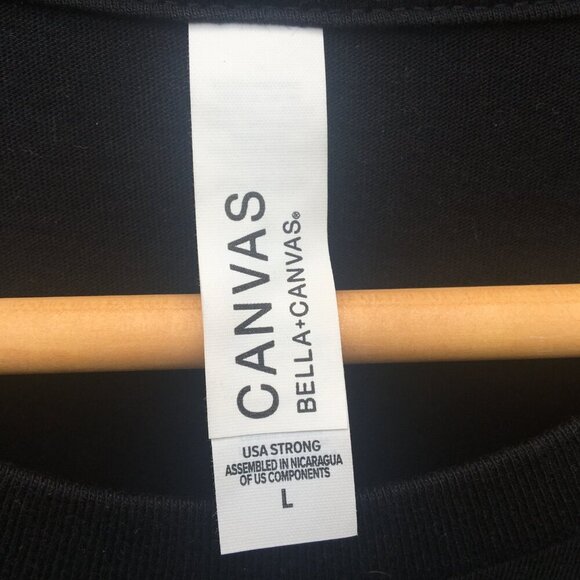 CANVAS
BELLA+CANVAS®
USA STRONG
ASSEMBLED IN NICARAGUA
OF US COMPONENTS
L